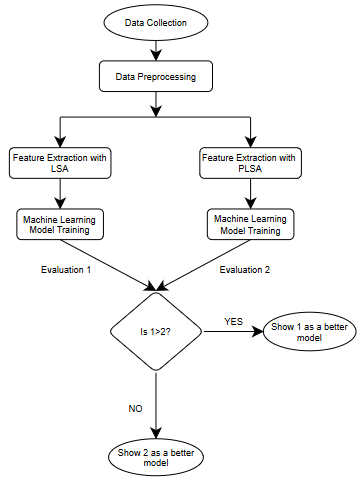 Data Collection
Data Preprocessing
Feature Extraction with
LSA
Feature Extraction with
PLSA
Machine Learning
Model Training
Machine Learning
Model Training
Evaluation 1
Evaluation 2
Is 1>2?
YES
Show 1 as a better
model
NO
Show 2 as a better
model